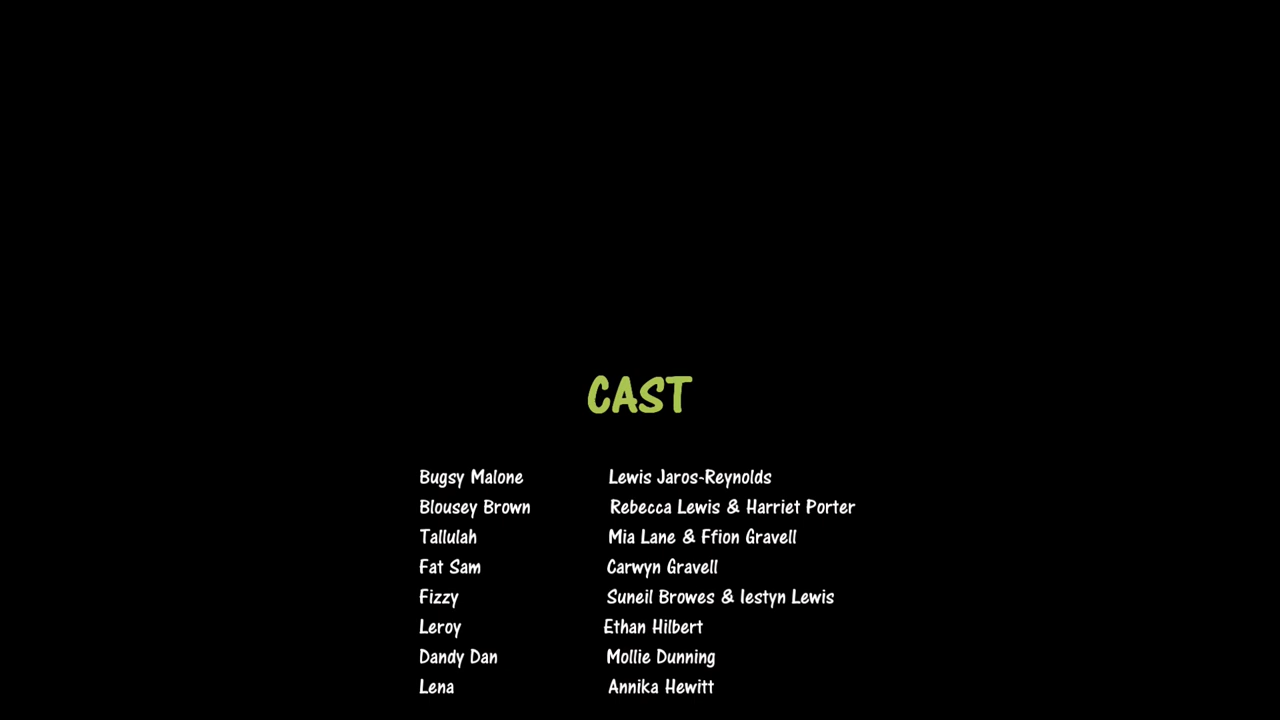 CAST
Bugsy Malone Lewis Jaros-Reynolds
Blousey Brown Rebecca Lewis & Harriet Porter
Tallulah Mia Lane & Ffion Gravell
Fat Sam Carwyn Gravell
Fizzy Suneil Browes & Iestyn Lewis
Leroy Ethan Hilbert
Dandy Dan Mollie Dunning
Lena Annika Hewitt